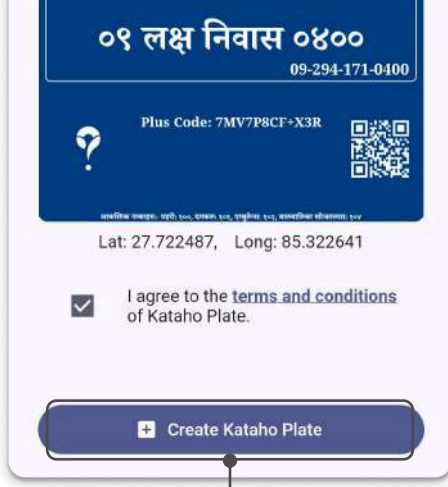 ०९ लक्ष निवास ०४००
09-294-171-0400
Plus Code: 7MV7P8CF+X3R
Lat: 27.722487, Long: 85.322641
I agree to the terms and conditions
of Kataho Plate.
Create Kataho Plate